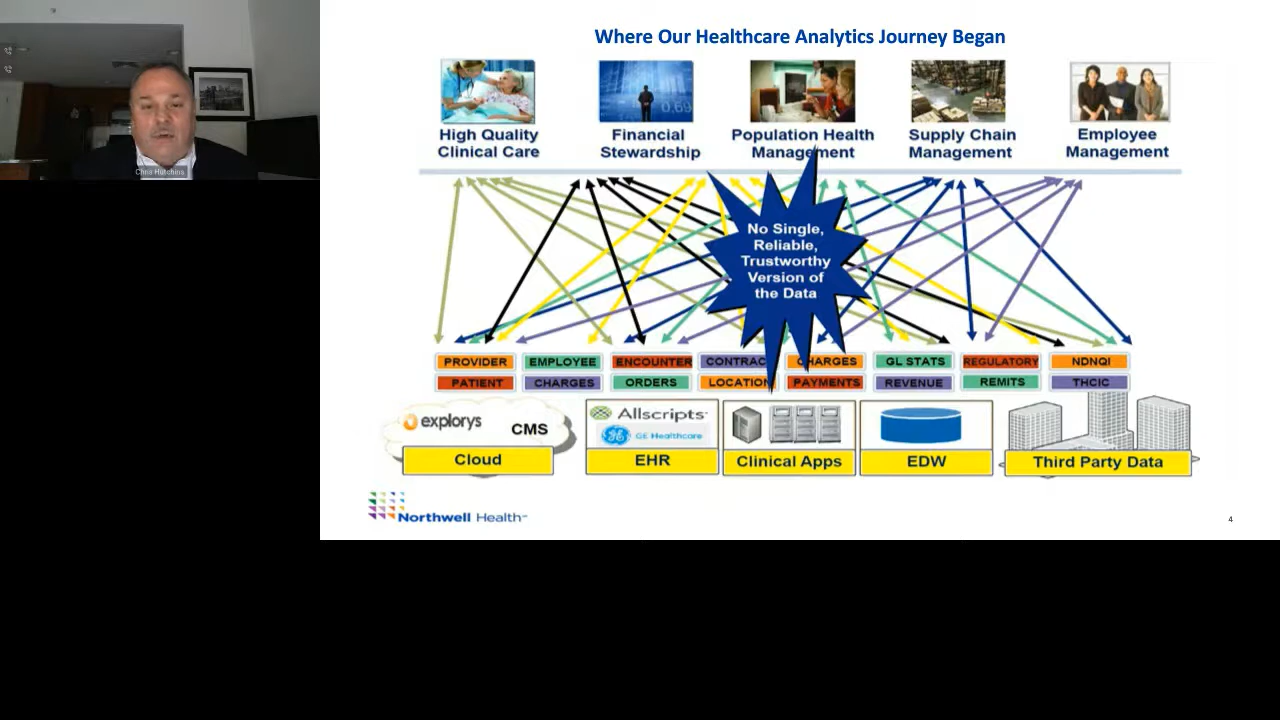 Where Our Healthcare Analytics Journey Began
High Quality
Clinical Care
Financial
Stewardship
Population Health
Management
Supply Chain
Management
Employee
Management
Chris Hutchins
No Single,
Reliable,
Trustworthy
Version of
the Data
PROVIDER EMPLOYEE ENCOUNTER CONTRAC CHARGES GL STATS REGULATORY NDNQI
PATIENT CHARGES ORDERS LOCATION PAYMENTS REVENUE REMITS THCIC
explorys CMS
Allscripts
GE Healthcare
Cloud EHR Clinical Apps EDW Third Party Data
Northwell Health
4